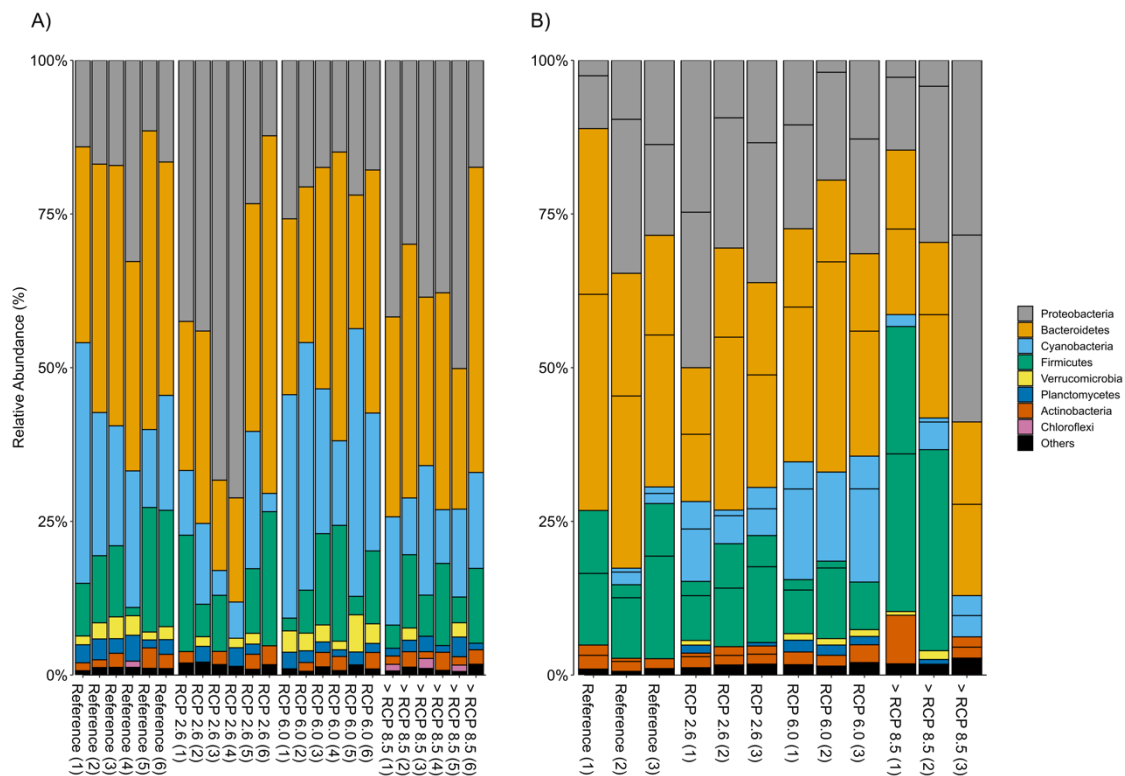 A)
B)
Relative Abundance (%)
100%
75%
50%
25%
0%
Reference (1)
Reference (2)
Reference (3)
Reference (4)
Reference (5)
Reference (6)
RCP 2.6 (1)
RCP 2.6 (2)
RCP 2.6 (3)
RCP 2.6 (4)
RCP 2.6 (5)
RCP 2.6 (6)
RCP 6.0 (1)
RCP 6.0 (2)
RCP 6.0 (3)
RCP 6.0 (4)
RCP 6.0 (5)
RCP 6.0 (6)
> RCP 8.5 (1)
> RCP 8.5 (2)
> RCP 8.5 (3)
> RCP 8.5 (4)
> RCP 8.5 (5)
> RCP 8.5 (6)
100%
75%
50%
25%
0%
Reference (1)
Reference (2)
Reference (3)
RCP 2.6 (1)
RCP 2.6 (2)
RCP 2.6 (3)
RCP 6.0 (1)
RCP 6.0 (2)
RCP 6.0 (3)
> RCP 8.5 (1)
> RCP 8.5 (2)
> RCP 8.5 (3)
Proteobacteria
Bacteroidetes
Cyanobacteria
Firmicutes
Verrucomicrobia
Planctomycetes
Actinobacteria
Chloroflexi
Others